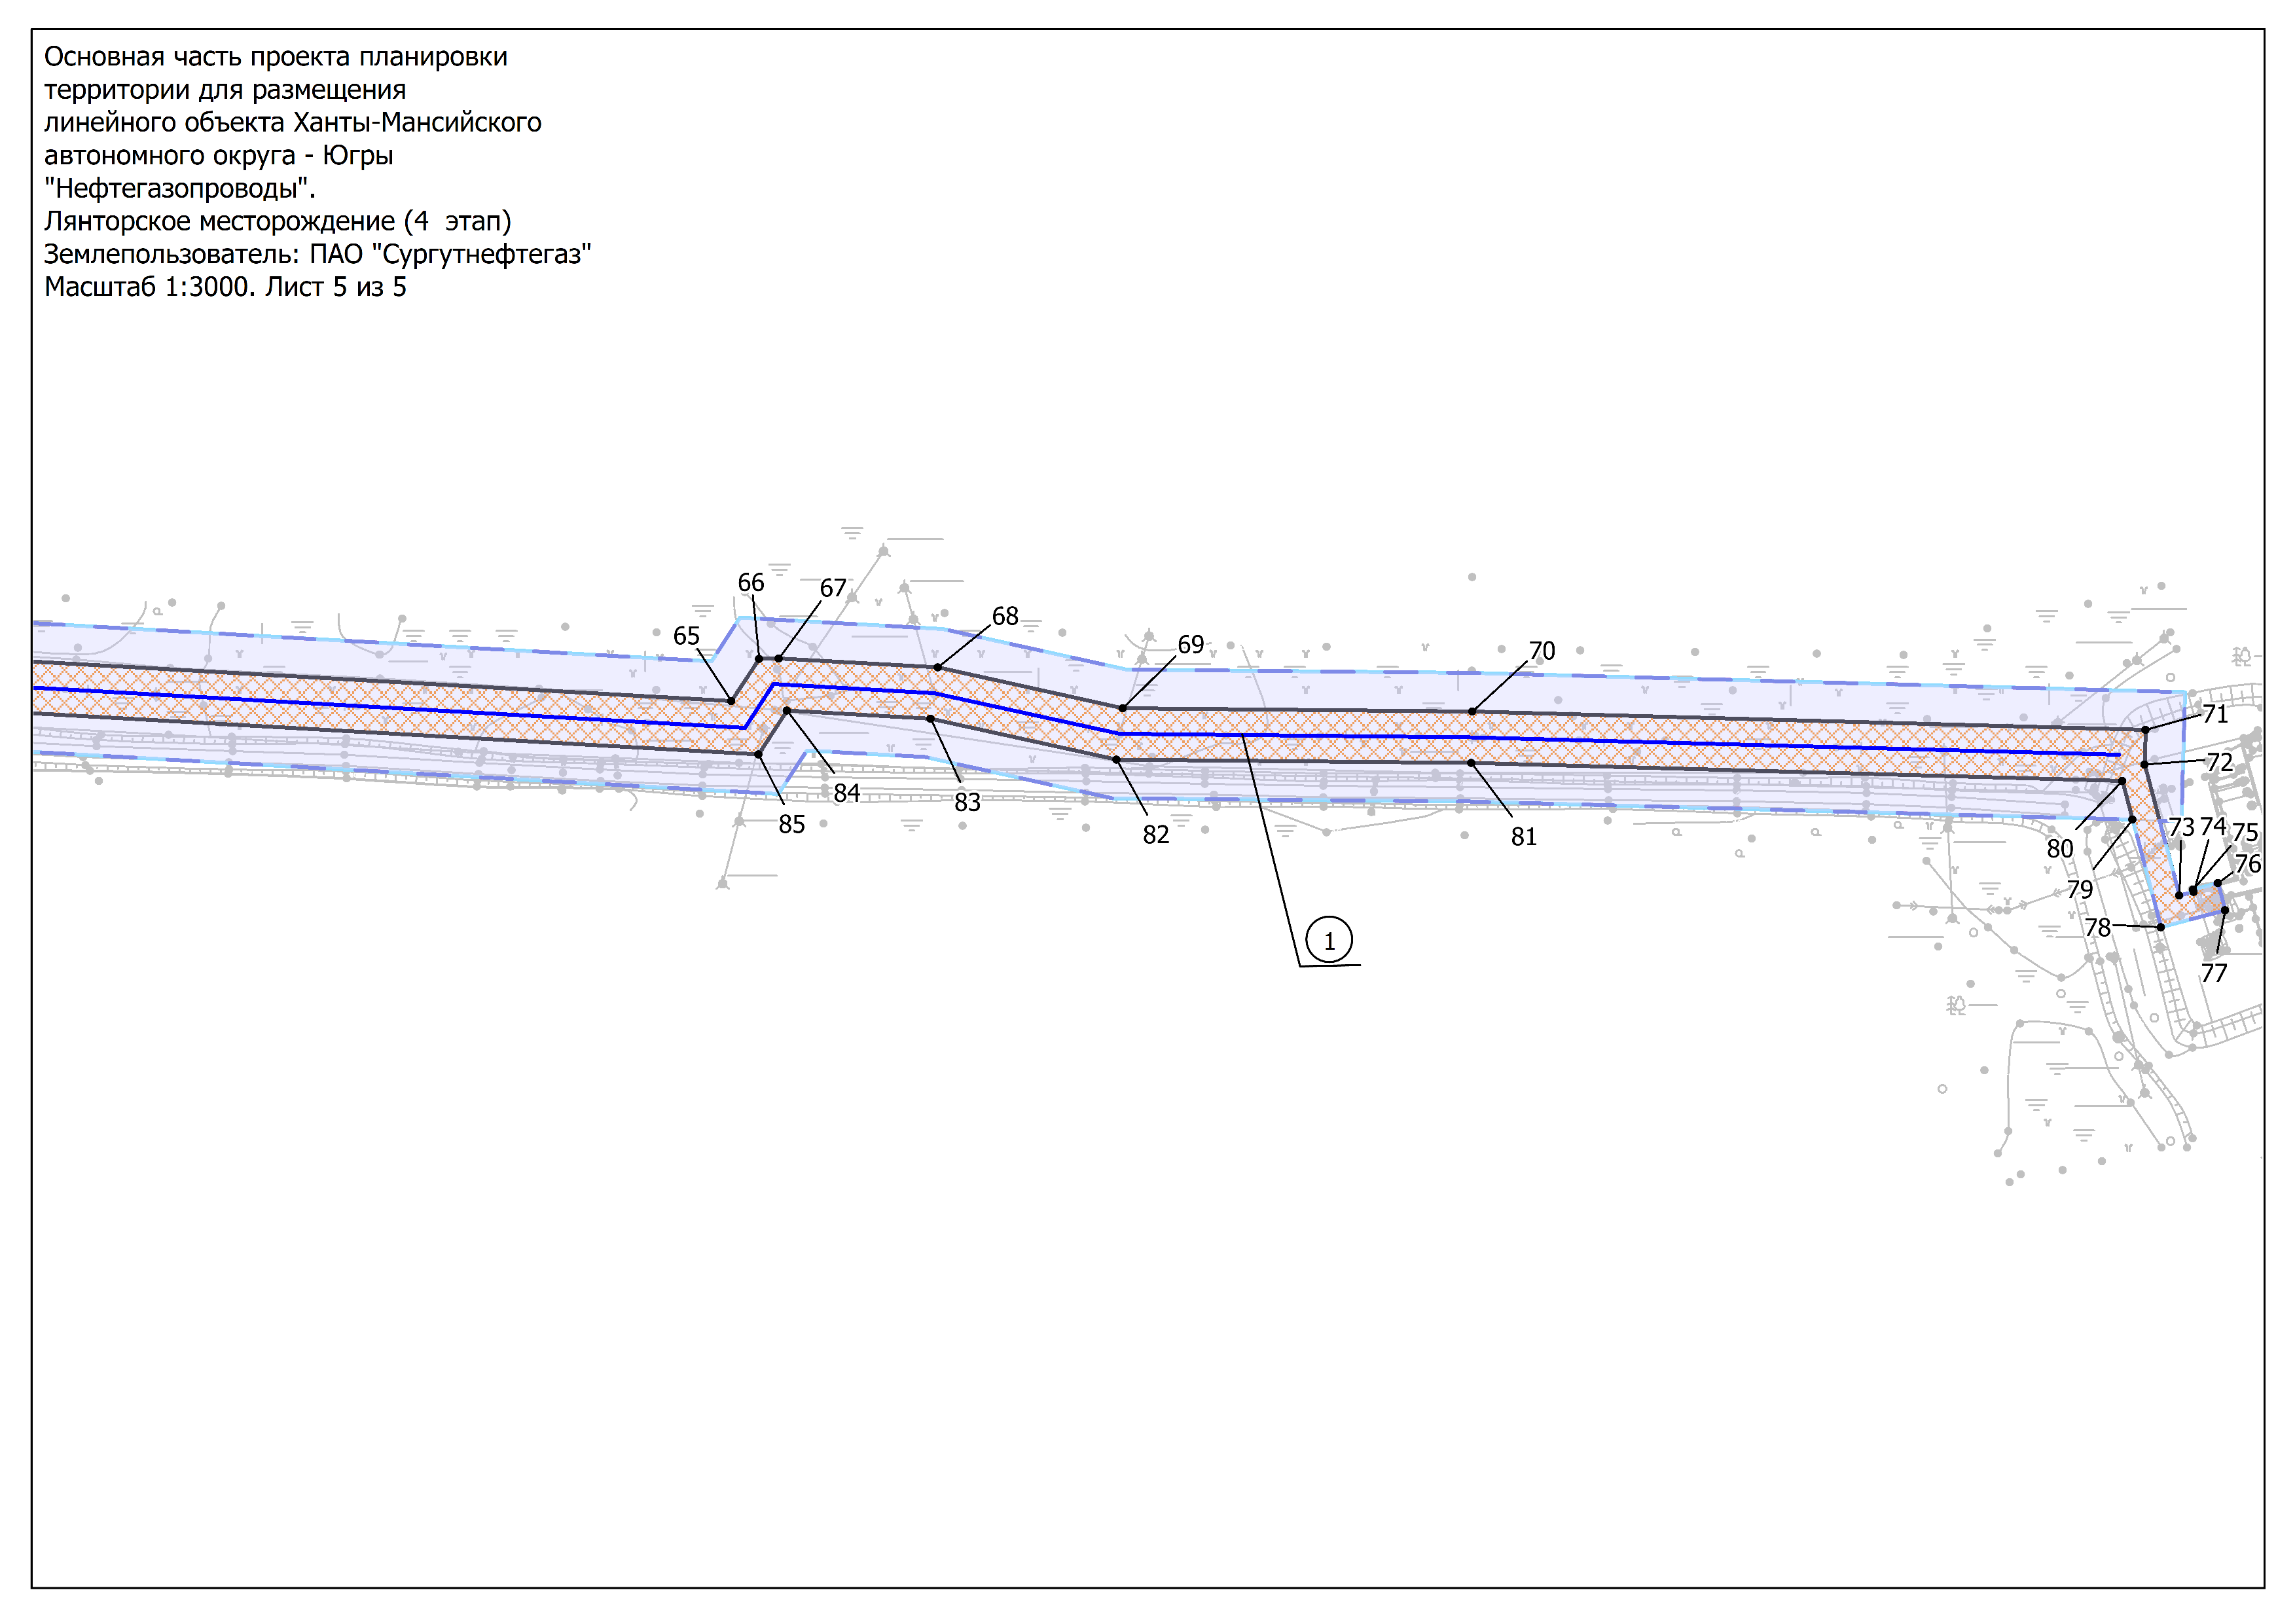 Основная часть проекта планировки
территории для размещения
линейного объекта Ханты-Мансийского
автономного округа - Югры
"Нефтегазопроводы".
Лянторское месторождение (4  этап)
Землепользователь: ПАО "Сургутнефтегаз"
Масштаб 1:3000. Лист 5 из 5
66
67
68
65
69
70
71
72
84
83
85
82
81
80
73
74
75
76
79
78
77
1